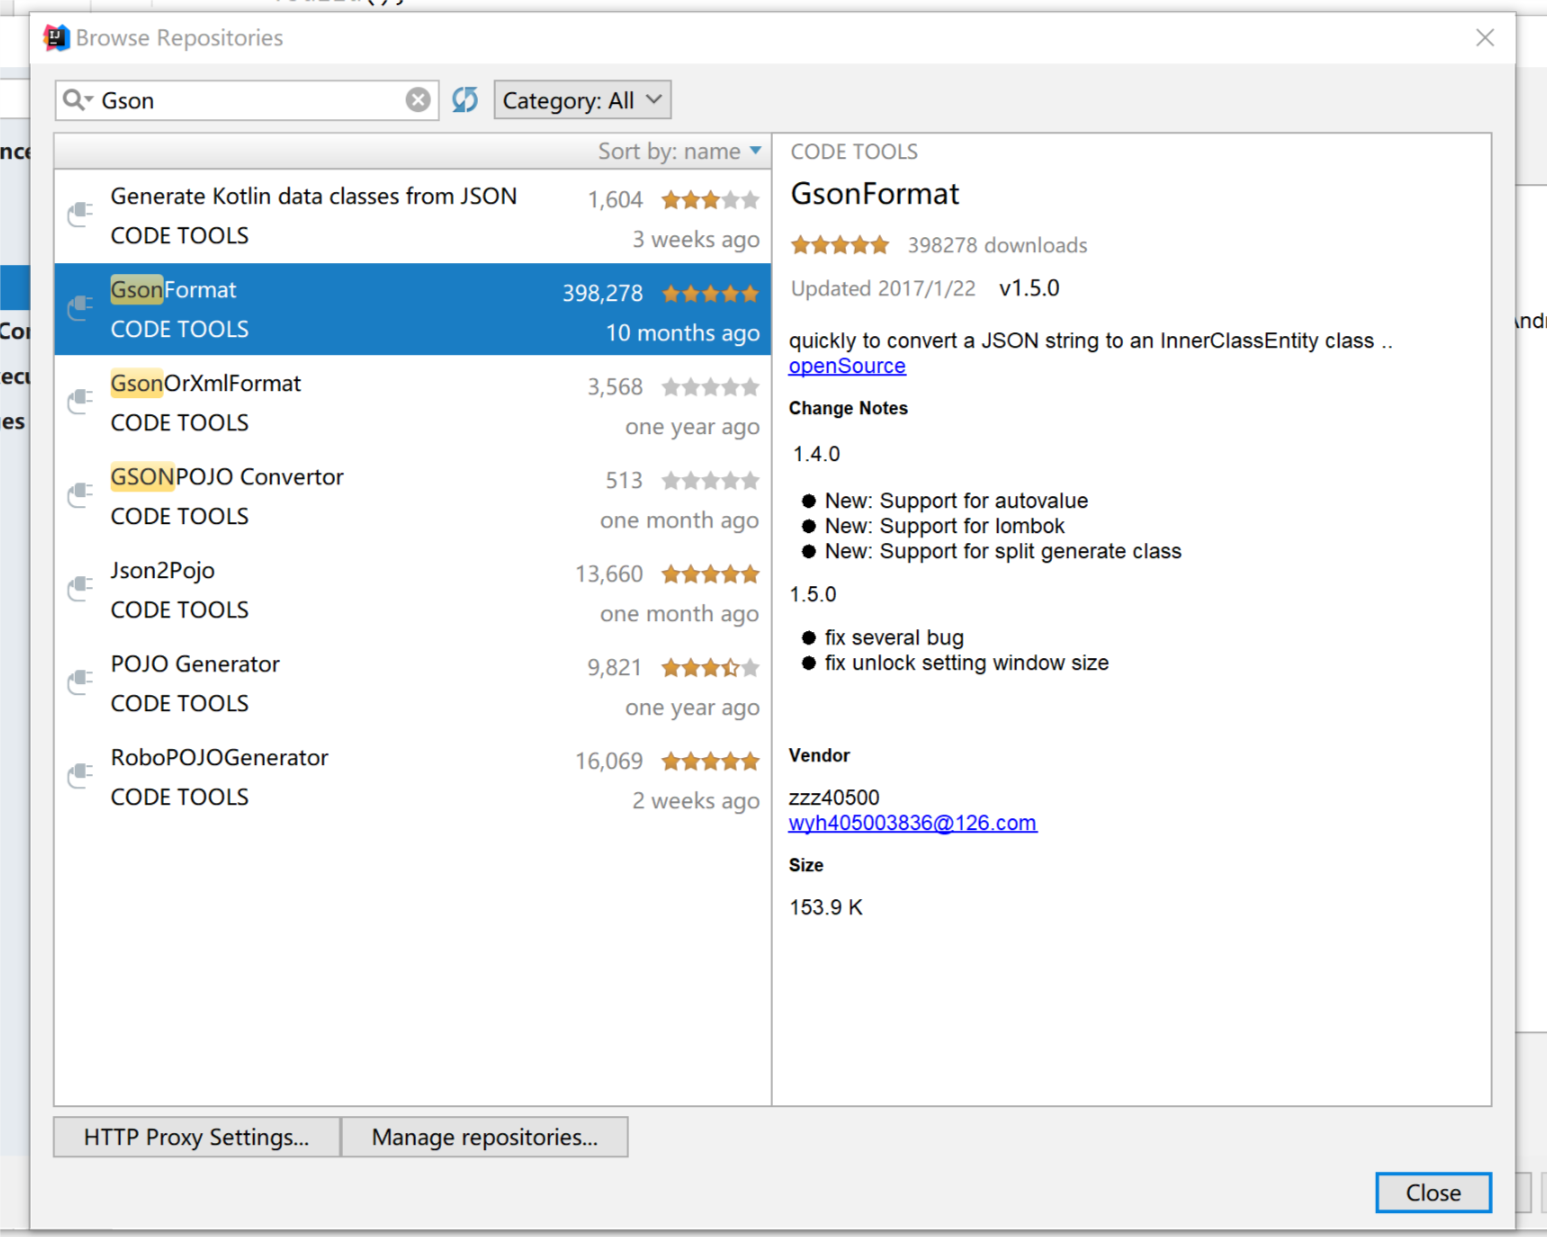 Browse Repositories
Gson
Category: All
Sort by: name
Generate Kotlin data classes from JSON 1,604
CODE TOOLS 3 weeks ago
GsonFormat 398,278
CODE TOOLS 10 months ago
GsonOrXmlFormat 3,568
CODE TOOLS one year ago
GSONPOJO Convertor 513
CODE TOOLS one month ago
Json2Pojo 13,660
CODE TOOLS one month ago
POJO Generator 9,821
CODE TOOLS one year ago
RoboPOJOGenerator 16,069
CODE TOOLS 2 weeks ago
CODE TOOLS
GsonFormat
398278 downloads
Updated 2017/1/22 v1.5.0
quickly to convert a JSON string to an InnerClassEntity class ..
openSource
Change Notes
1.4.0
● New: Support for autovalue
● New: Support for lombok
● New: Support for split generate class
1.5.0
● fix several bug
● fix unlock setting window size
Vendor
zzz40500
wyh405003836@126.com
Size
153.9 K
HTTP Proxy Settings...
Manage repositories...
Close